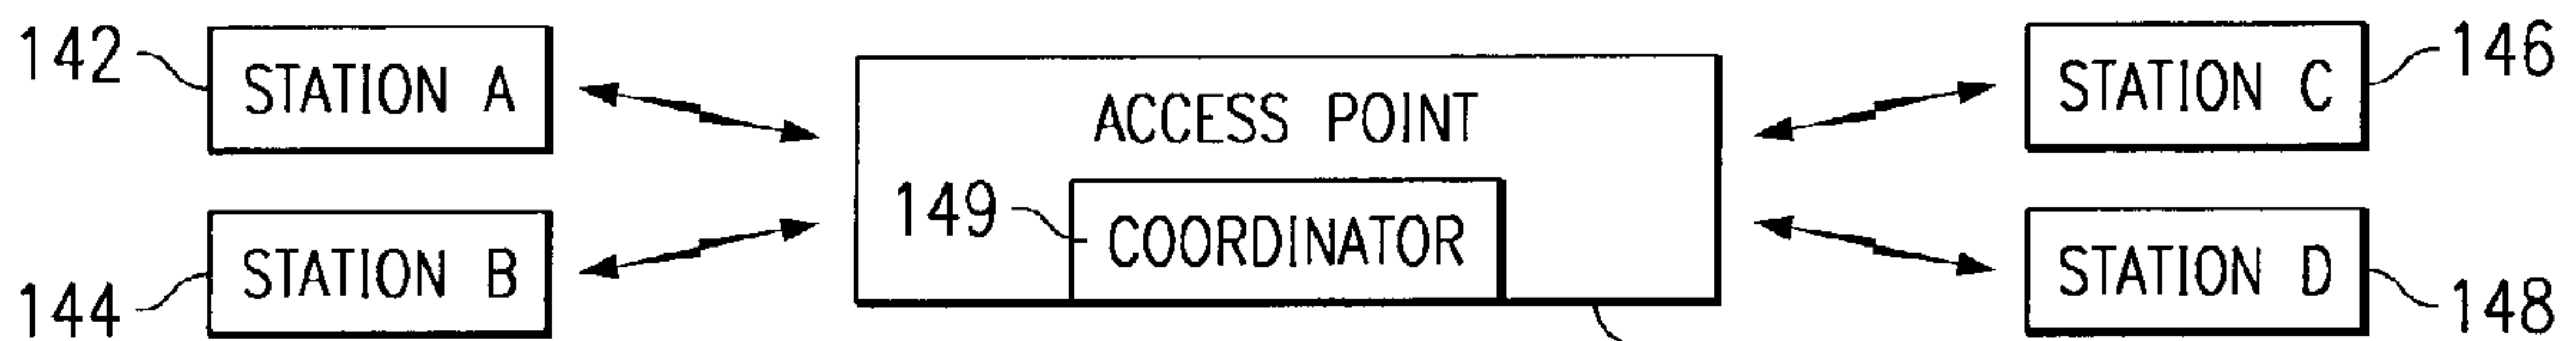 142
STATION A
ACCESS POINT
STATION C
146
149
COORDINATOR
144
STATION B
STATION D
148